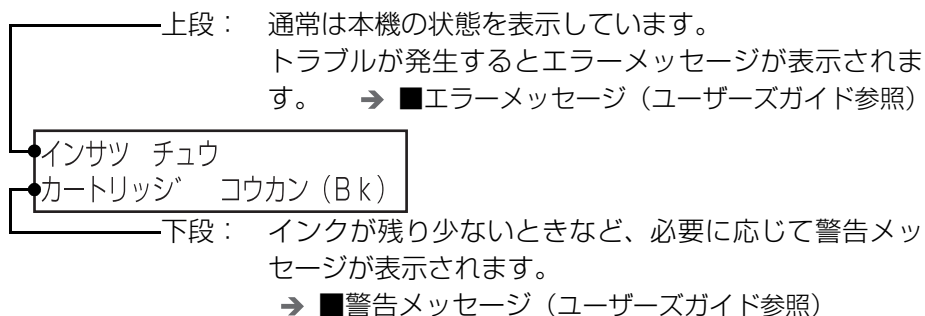 上段： 通常は本機の状態を表示しています。
トラブルが発生するとエラーメッセージが表示されま
す。 ➔ ■エラーメッセージ（ユーザーズガイド参照）
インサツ チュウ
カートリッシ゛ コウカン（Ｂｋ）
下段： インクが残り少ないときなど、必要に応じて警告メッ
セージが表示されます。
➔ ■警告メッセージ（ユーザーズガイド参照）